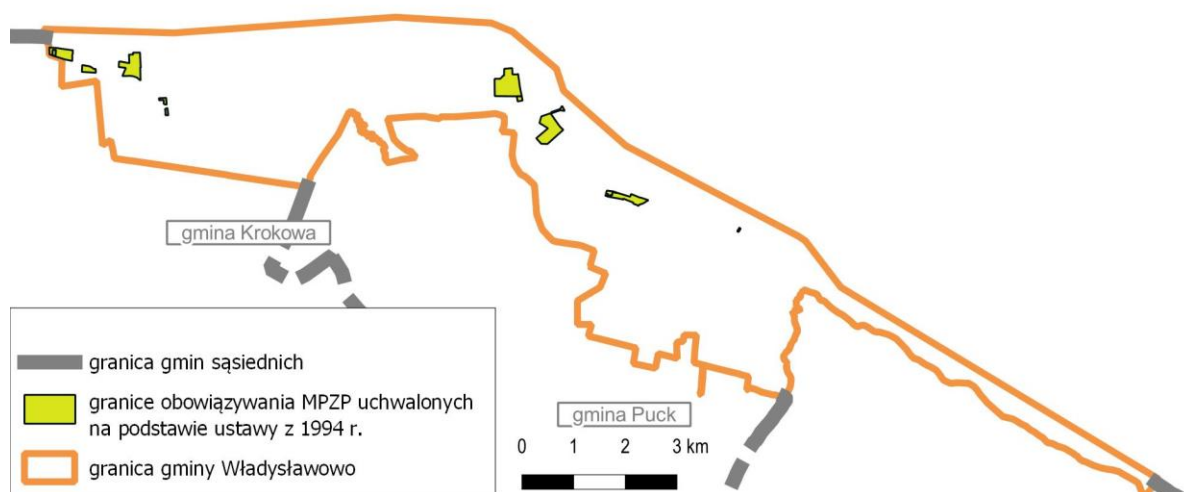 gmina Krokowa
granica gmin sąsiednich
granice obowiązywania MPZP uchwalonych
na podstawie ustawy z 1994 r.
granica gminy Władysławowo
gmina Puck
0 1 2 3 km